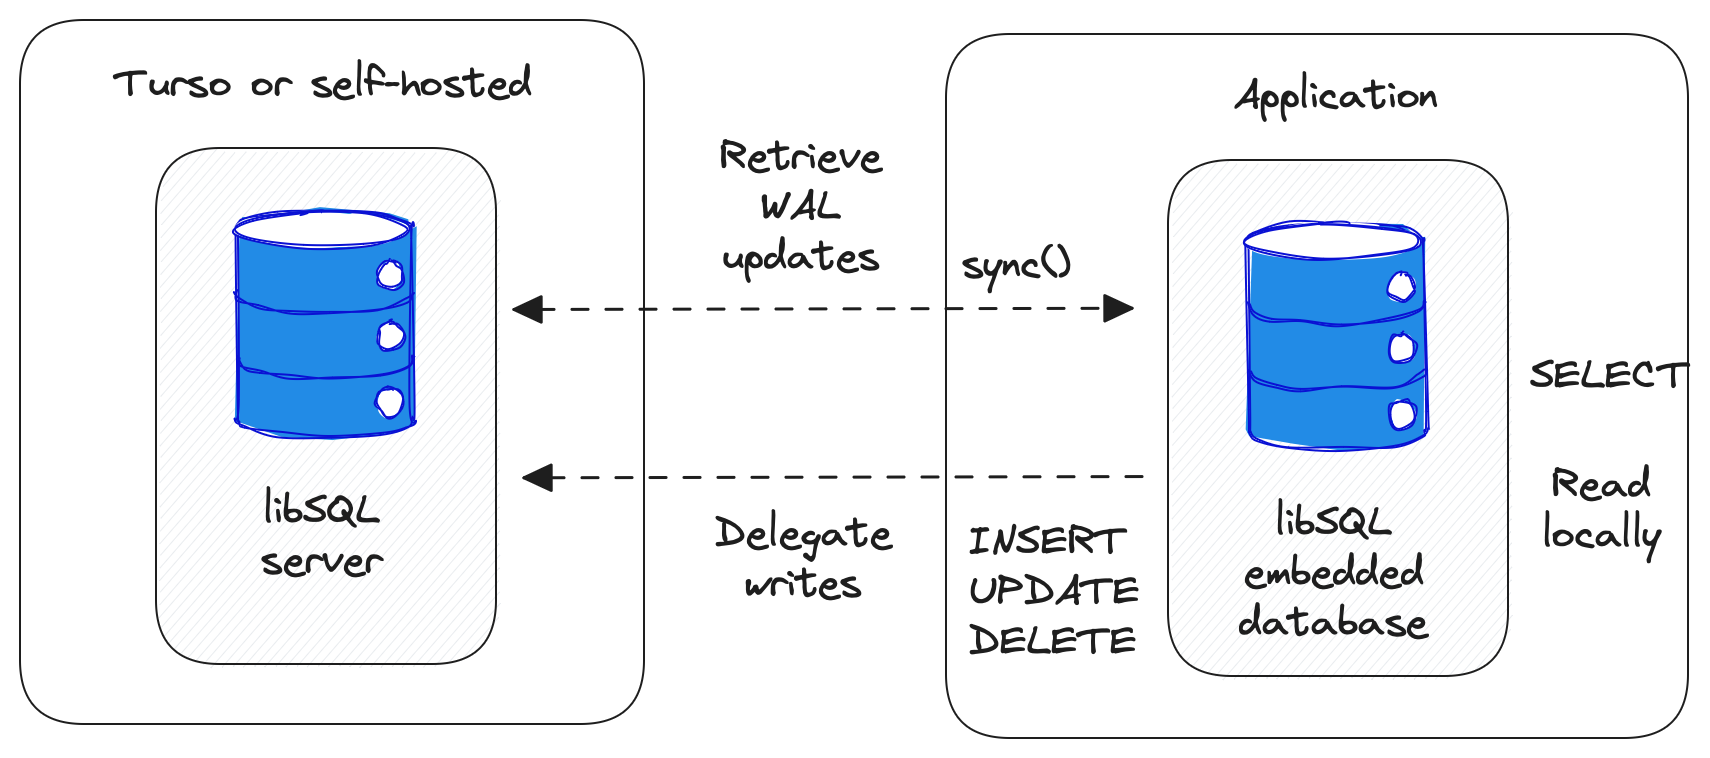 Turso or self-hosted
libSQL
server
Retrieve
WAL
updates
Delegate
writes
Application
sync()
INSERT
UPDATE
DELETE
libSQL
embedded
database
SELECT
Read
locally